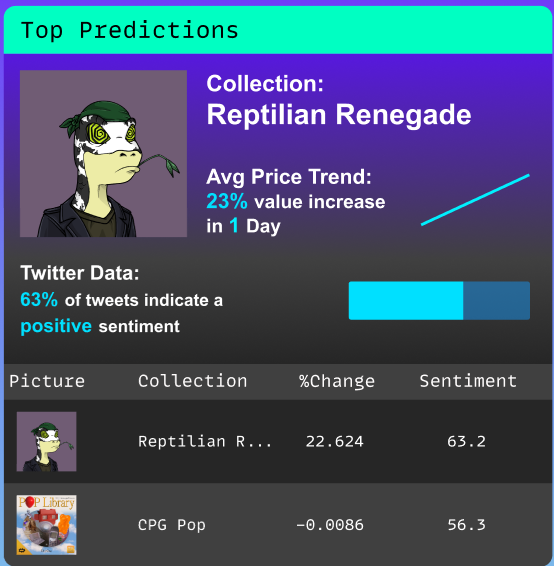 Top Predictions
Collection:
Reptilian Renegade
Avg Price Trend:
23% value increase
in 1 Day
Twitter Data:
63% of tweets indicate a
positive sentiment
Picture Collection %Change Sentiment
Reptilian R... 22.624 63.2
POP Library
CPG Pop -0.0086 56.3